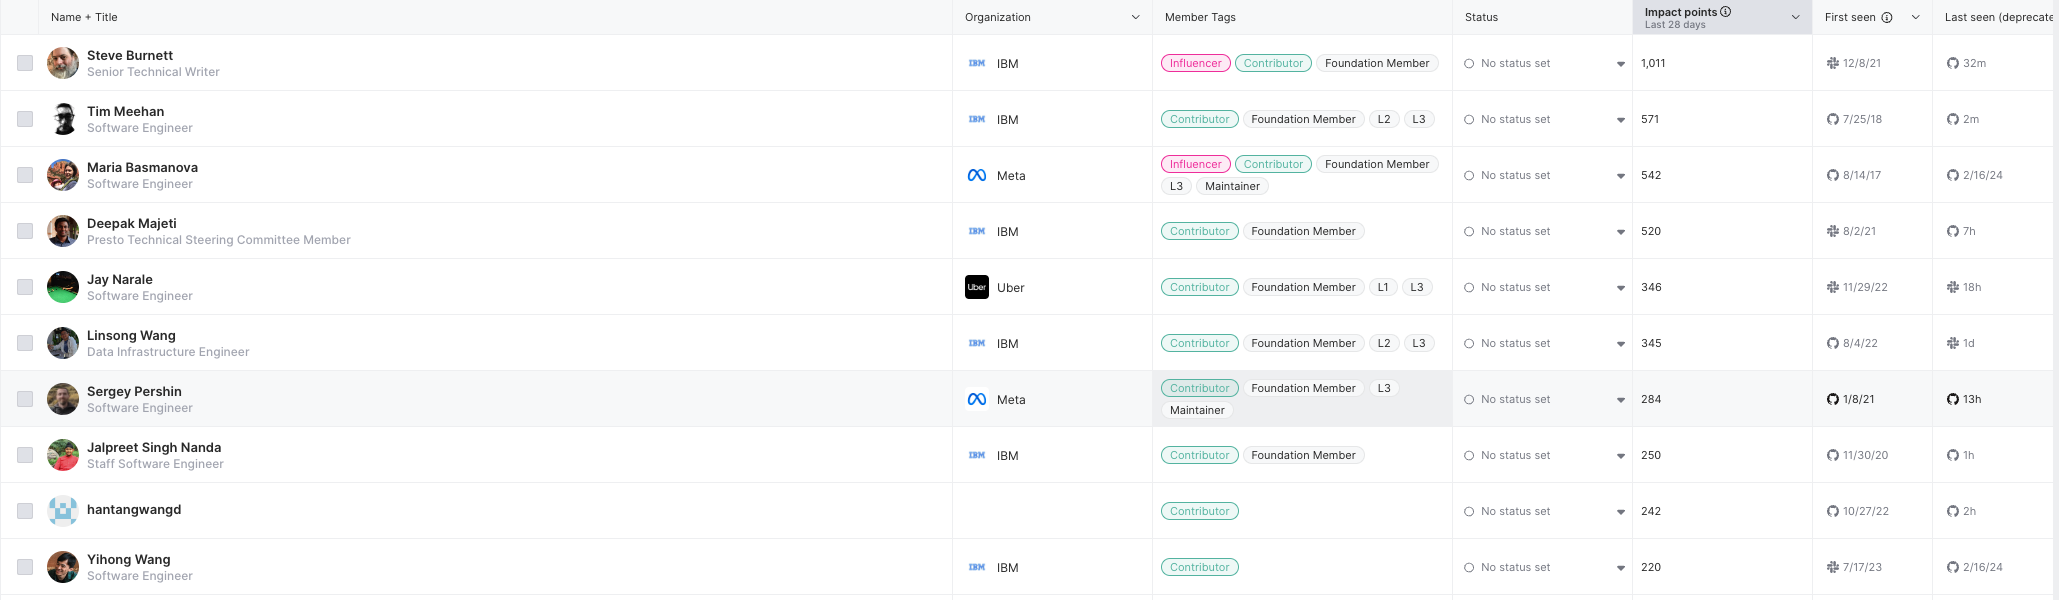 Name + Title Organization Member Tags Status Impact points First seen Last seen (deprecate
Last 28 days
Steve Burnett
Senior Technical Writer
IBM IBM Influencer Contributor Foundation Member No status set 1,011 12/8/21 32m
Tim Meehan
Software Engineer
IBM IBM Contributor Foundation Member L2 L3 No status set 571 7/25/18 2m
Maria Basmanova
Software Engineer
Meta Influencer Contributor Foundation Member
L3 Maintainer
No status set 542 8/14/17 2/16/24
Deepak Majeti
Presto Technical Steering Committee Member
IBM IBM Contributor Foundation Member No status set 520 8/2/21 7h
Jay Narale
Software Engineer
Uber Uber Contributor Foundation Member L1 L3 No status set 346 11/29/22 18h
Linsong Wang
Data Infrastructure Engineer
IBM IBM Contributor Foundation Member L2 L3 No status set 345 8/4/22 1d
Sergey Pershin
Software Engineer
Meta Contributor Foundation Member L3
Maintainer
No status set 284 1/8/21 13h
Jalpreet Singh Nanda
Staff Software Engineer
IBM IBM Contributor Foundation Member No status set 250 11/30/20 1h
hantangwangd
Contributor No status set 242 10/27/22 2h
Yihong Wang
Software Engineer
IBM IBM Contributor No status set 220 7/17/23 2/16/24